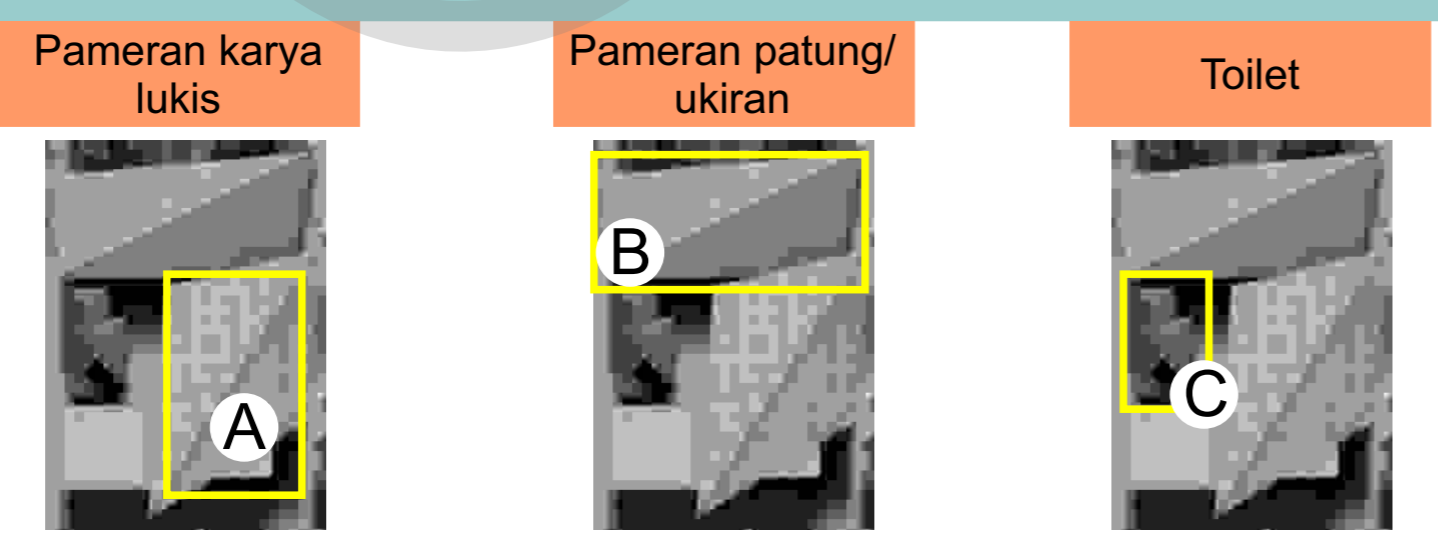 Pameran karya
lukis
Pameran patung/
ukiran
Toilet
A
B
C